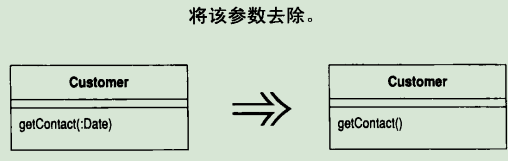 将该参数去除。
Customer
getContact(:Date)
Customer
getContact()